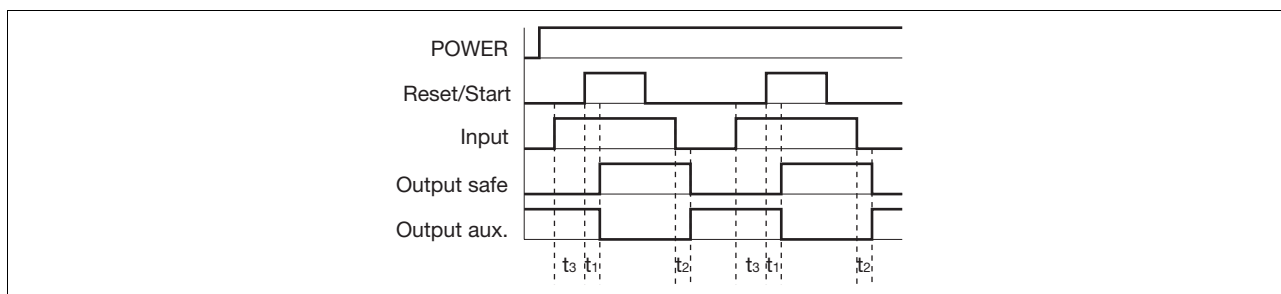 POWER
Reset/Start
Input
Output safe
Output aux.
t3 t1 t2 t3 t1 t2